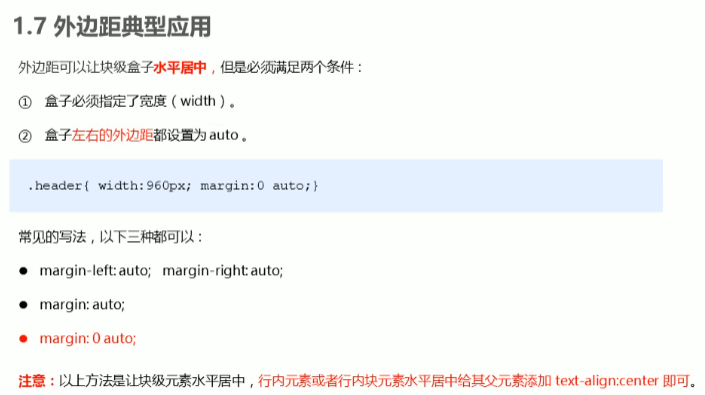 1.7 外边距典型应用
外边距可以让块级盒子水平居中，但是必须满足两个条件：
① 盒子必须指定了宽度（width）。
② 盒子左右的外边距都设置为 auto 。
.header{ width:960px; margin:0 auto;}
常见的写法，以下三种都可以：
● margin-left: auto; margin-right: auto;
● margin: auto;
● margin: 0 auto;
注意：以上方法是让块级元素水平居中，行内元素或者行内块元素水平居中给其父元素添加 text-align:center 即可。